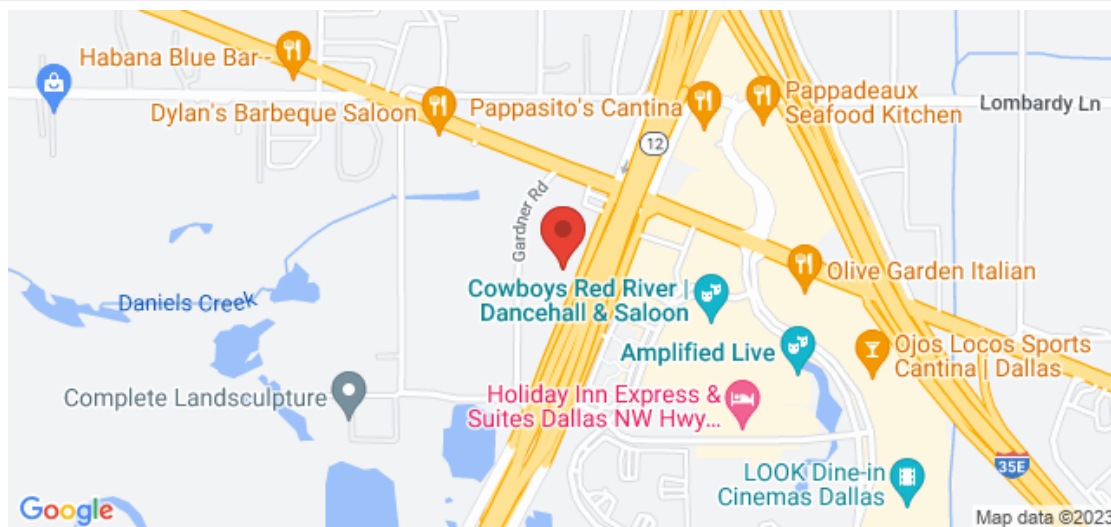 Habana Blue Bar
Dylan's Barbeque Saloon
Pappasito's Cantina
Pappadeaux
Seafood Kitchen
Lombardy Ln
12
Gardner Rd
Daniels Creek
Cowboys Red River |
Dancehall & Saloon
Olive Garden Italian
Amplified Live
Ojos Locos Sports
Cantina | Dallas
Complete Landsculpture
Holiday Inn Express &
Suites Dallas NW Hwy...
LOOK Dine-in
Cinemas Dallas
35E
Google
Map data ©2023